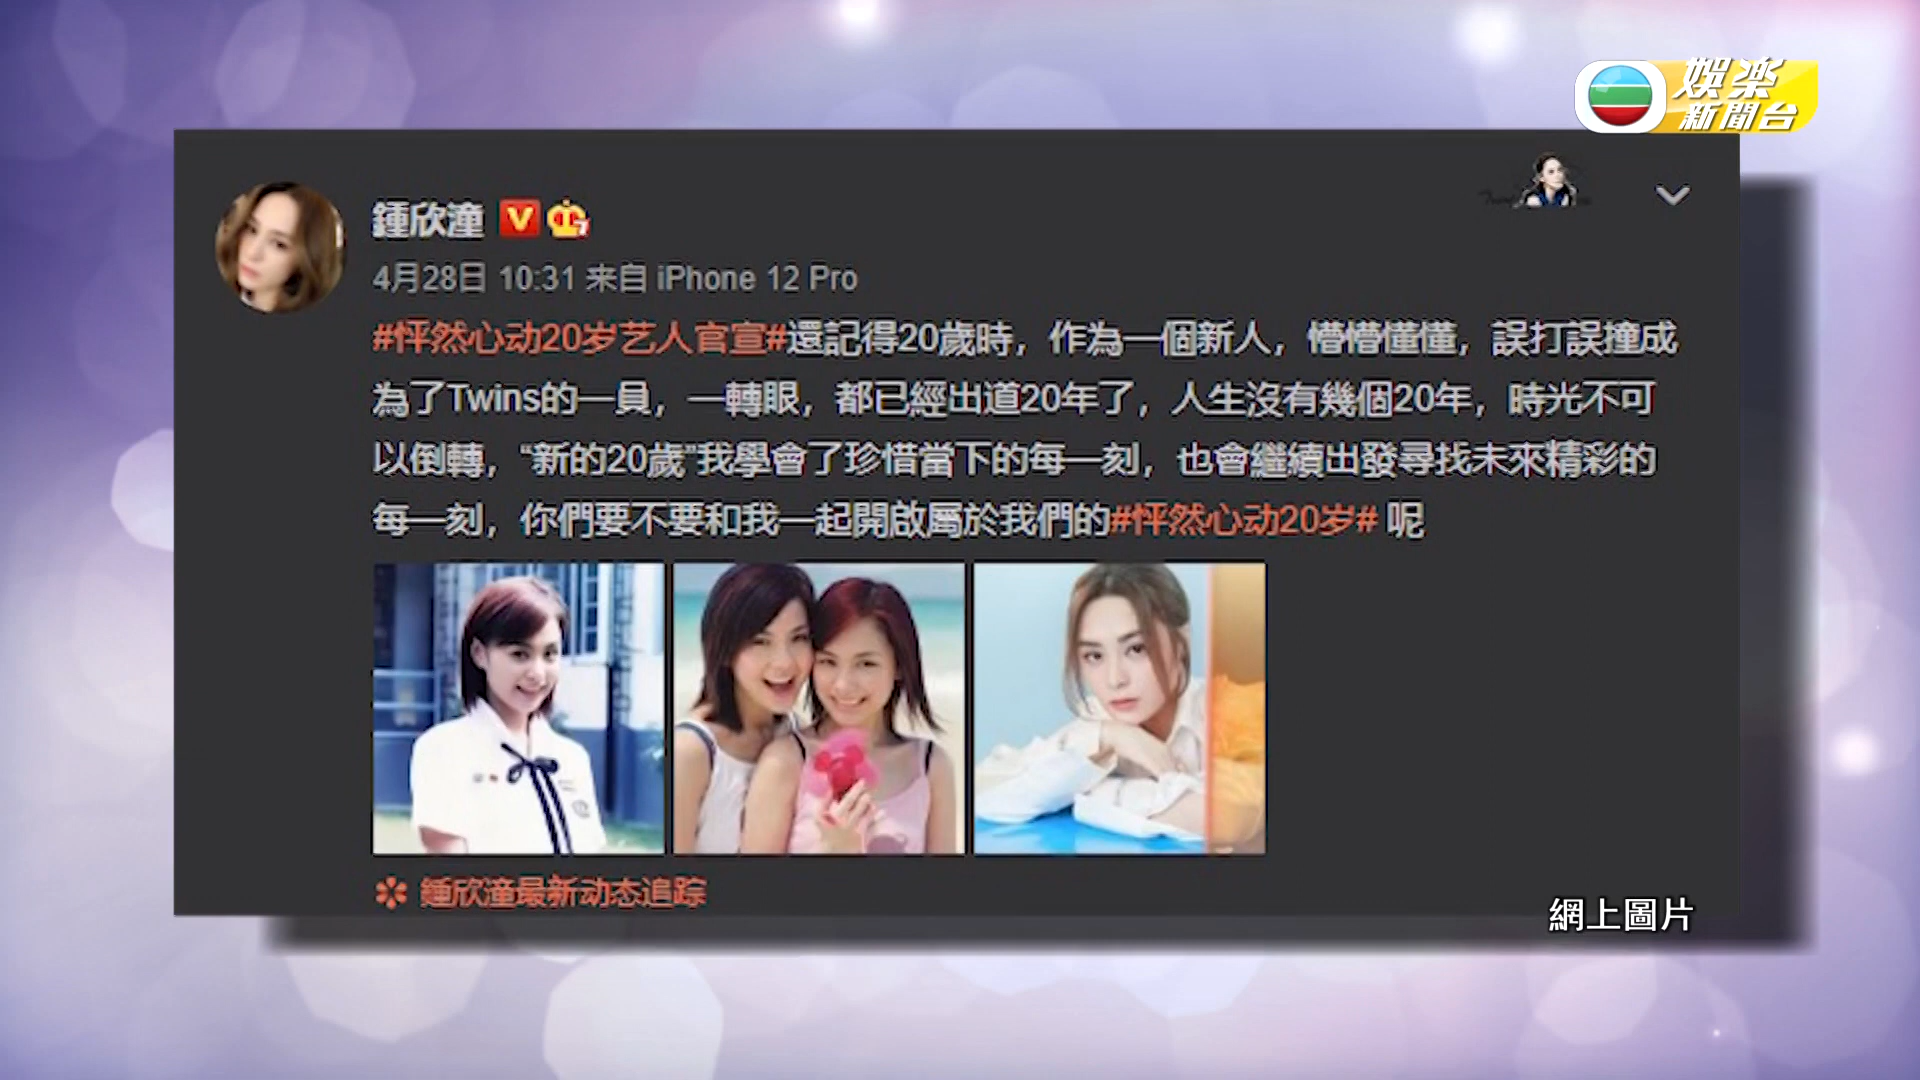 娛樂
新聞台
鍾欣潼
4月28日 10:31 来自 iPhone 12 Pro
#怦然心动20岁艺人官宣#還記得20歲時，作為一個新人，懵懵懂懂，誤打誤撞成
為了Twins的一員，一轉眼，都已經出道20年了，人生沒有幾個20年，時光不可
以倒轉，“新的20歲”我學會了珍惜當下的每一刻，也會繼續出發尋找未來精彩的
每一刻，你們要不要和我一起開啟屬於我們的#怦然心动20岁# 呢
鍾欣潼最新动态追踪
網上圖片